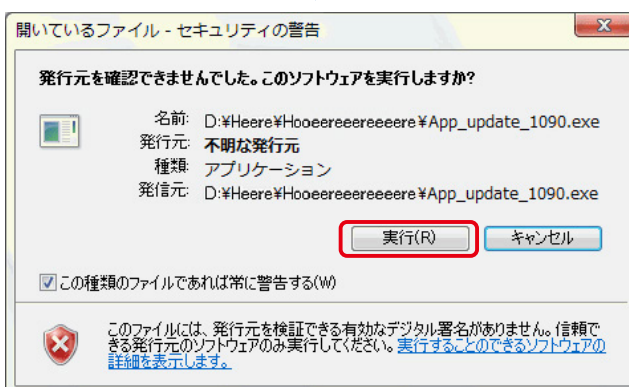 開いているファイル - セキュリティの警告
発行元を確認できませんでした。このソフトウェアを実行しますか?
名前: D:¥Heere¥Hooeereereereeere¥App_update_1090.exe
発行元: 不明な発行元
種類: アプリケーション
発信元: D:¥Heere¥Hooeereereereeere¥App_update_1090.exe
実行(R) キャンセル
この種類のファイルであれば常に警告する(W)
このファイルには、発行元を検証できる有効なデジタル署名がありません。信頼で
きる発行元のソフトウェアのみ実行してください。実行することのできるソフトウェアの
詳細を表示します。